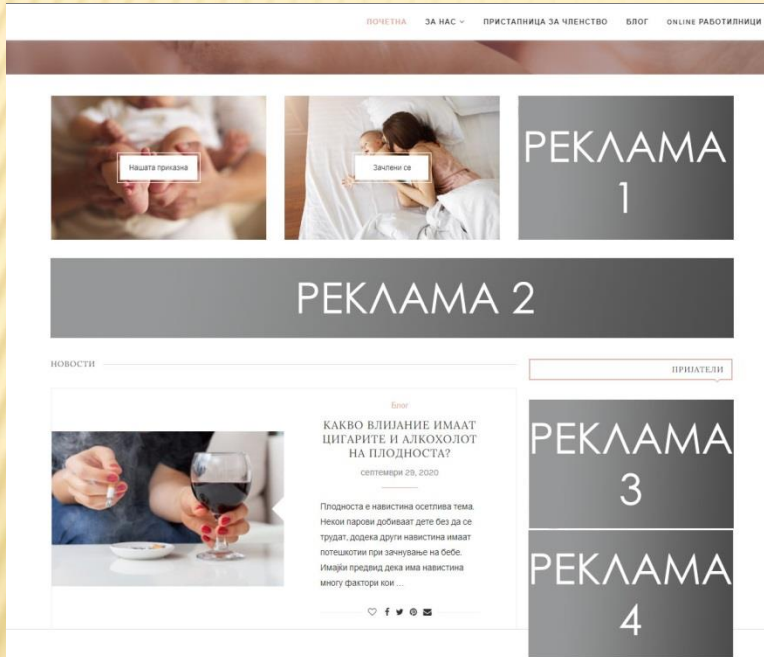 ПОЧЕТНА ЗА НАС ПРИСТАПНИЦА ЗА ЧЛЕНСТВО БЛОГ ONLINE РАБОТИЛНИЦИ
Нашата приказна
Зачлени се
РЕКЛАМА
1
РЕКЛАМА 2
НОВОСТИ
Блог
КАКВО ВЛИЈАНИЕ ИМААТ
ЦИГАРИТЕ И АЛКОХОЛОТ
НА ПЛОДНОСТА?
септември 29, 2020
Плодноста е навистина осетлива тема.
Некои парови добиваат дете без да се
трудат, додека други навистина имаат
потешкотии при зачнување на бебе.
Имајќи предвид дека има навистина
многу фактори кои ...
ПРИЈАТЕЛИ
РЕКЛАМА
3
РЕКЛАМА
4